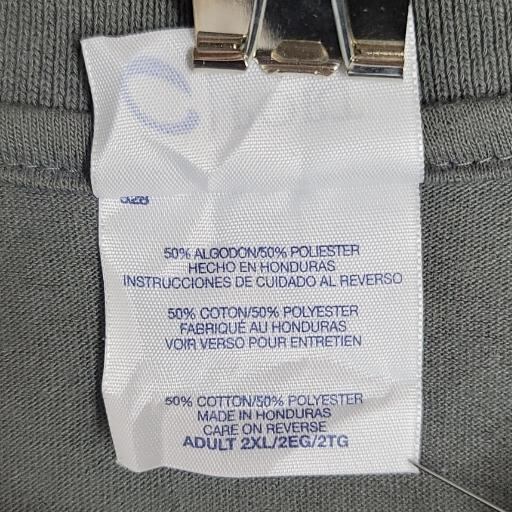 50% ALGODON/50% POLIESTER
HECHO EN HONDURAS
INSTRUCCIONES DE CUIDADO AL REVERSO
50% COTON/50% POLYESTER
FABRIQUÉ AU HONDURAS
VOIR VERSO POUR ENTRETIEN
50% COTTON/50% POLYESTER
MADE IN HONDURAS
CARE ON REVERSE
ADULT 2XL/2EG/2TG